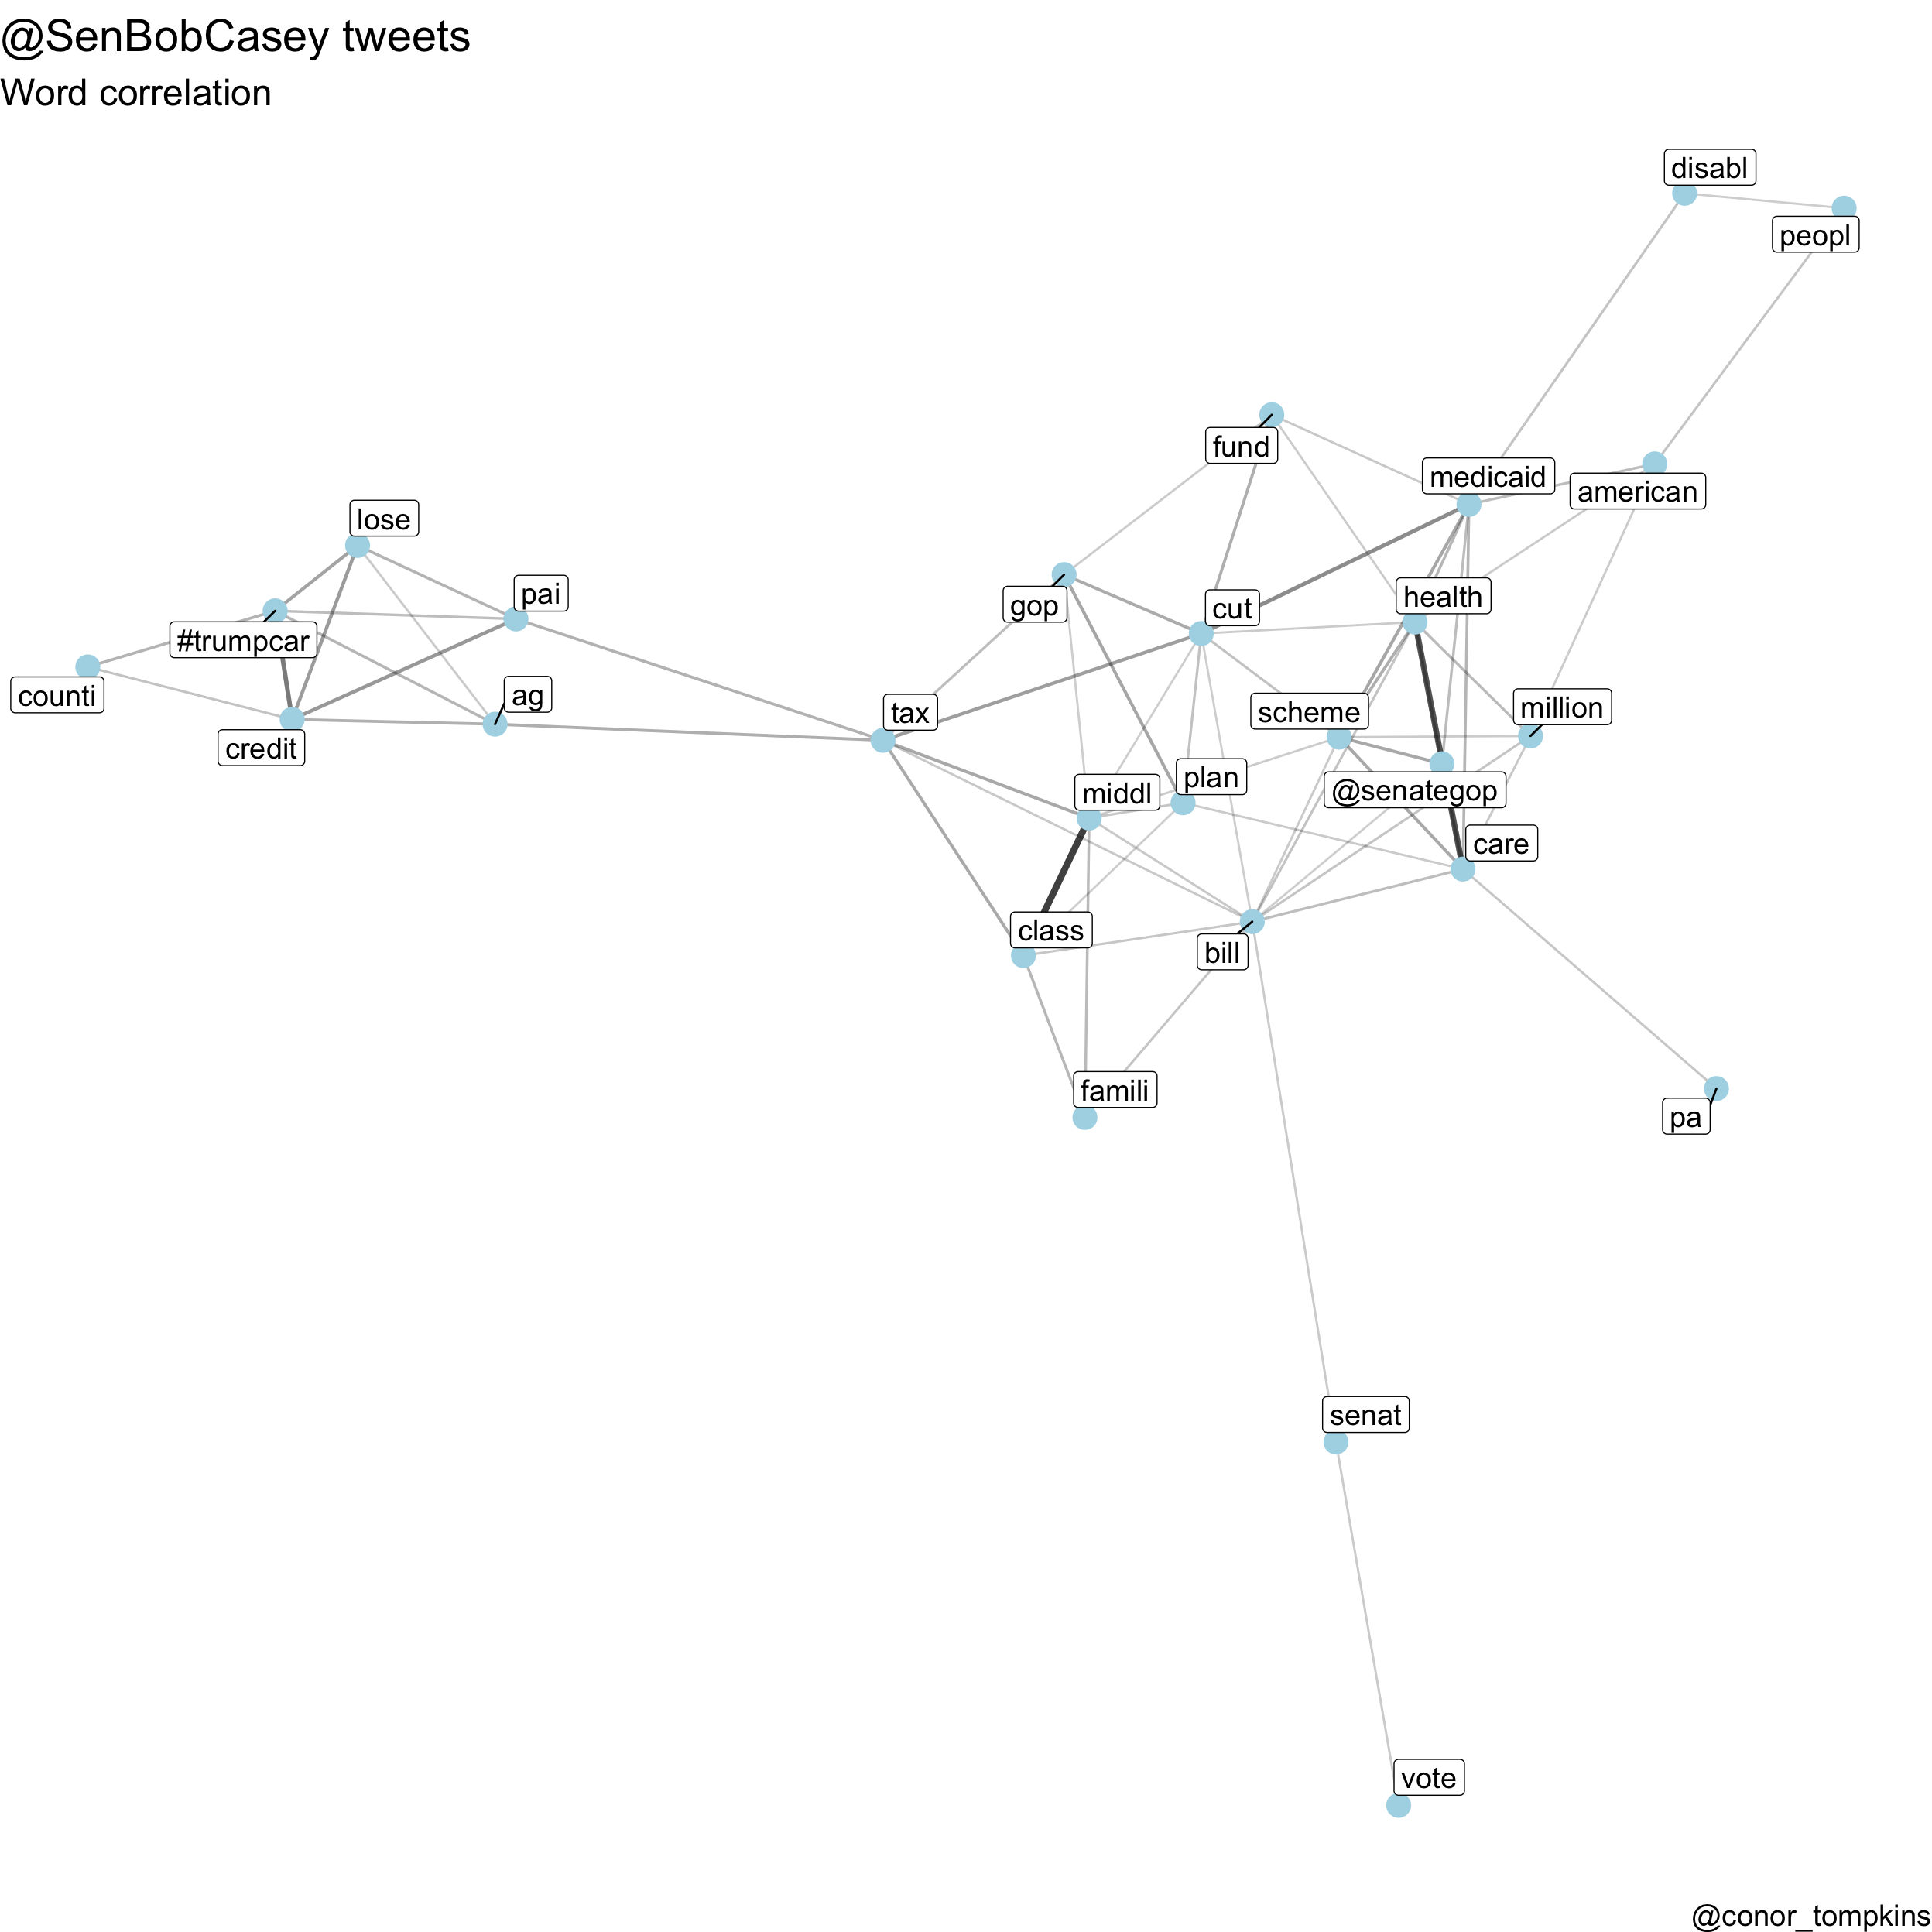 @SenBobCasey tweets
Word correlation
disabl
peopl
fund
medicaid
american
lose
pai
gop
cut
health
#trumpcar
counti
ag
credit
tax
scheme
million
middl
plan
@senategop
care
class
bill
famili
pa
senat
vote
@conor_tompkins